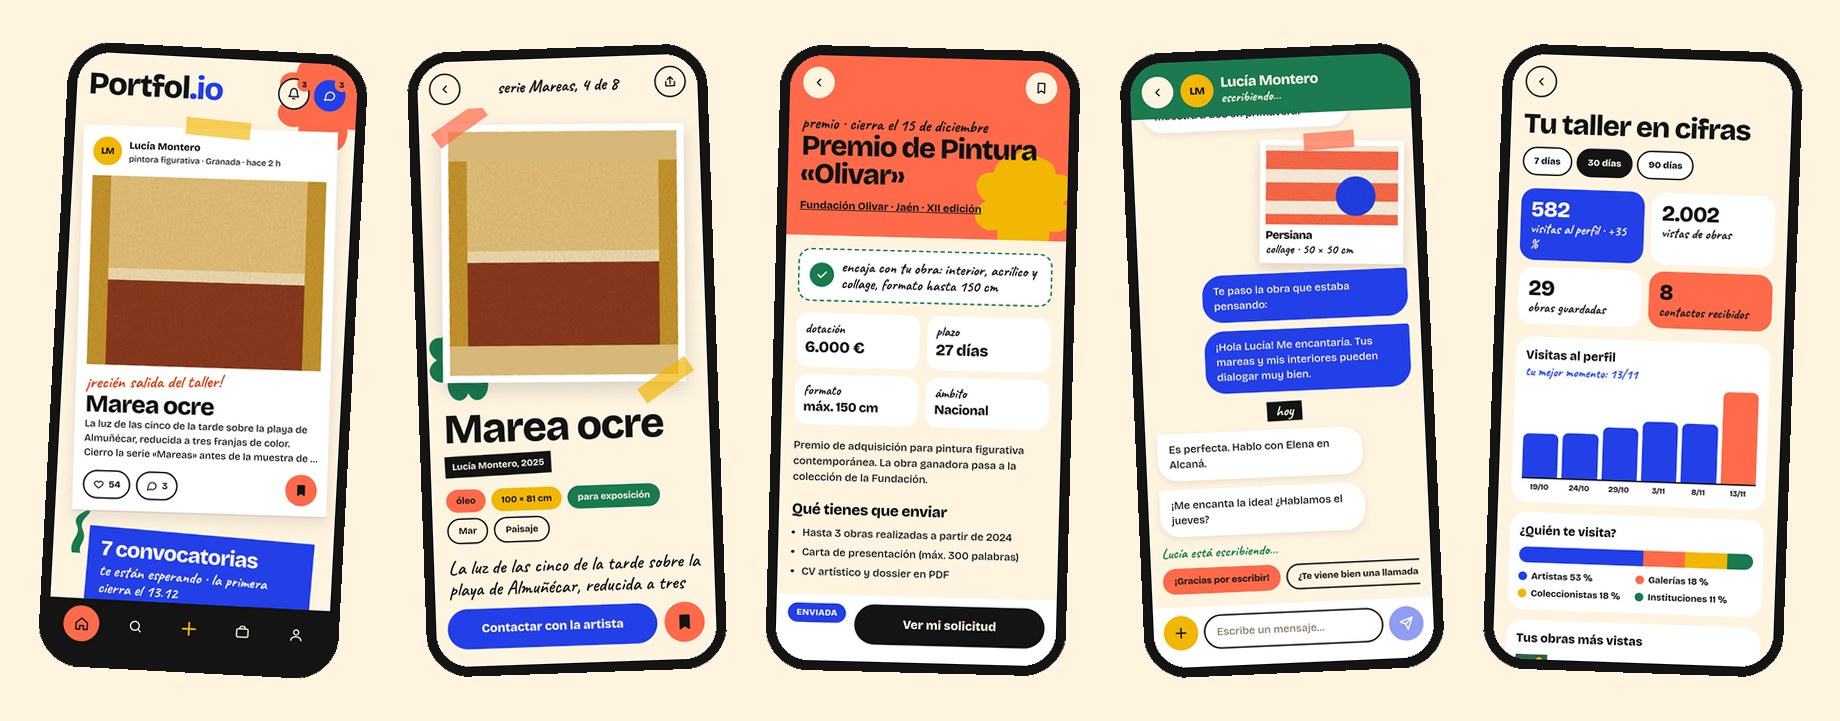 Portfol.io
3
3
LM
Lucía Montero
pintora figurativa · Granada · hace 2 h
¡recién salida del taller!
Marea ocre
La luz de las cinco de la tarde sobre la playa de
Almuñécar, reducida a tres franjas de color.
Cierro la serie «Mareas» antes de la muestra de ...
54
3
7 convocatorias
te están esperando · la primera
cierra el 13.12
serie Mareas, 4 de 8
Marea ocre
Lucía Montero, 2025
óleo
100 × 81 cm
para exposición
Mar
Paisaje
La luz de las cinco de la tarde sobre la
playa de Almuñécar, reducida a tres
Contactar con la artista
premio · cierra el 15 de diciembre
Premio de Pintura
«Olivar»
Fundación Olivar · Jaén · XII edición
encaja con tu obra: interior, acrílico y
collage, formato hasta 150 cm
dotación
6.000 €
plazo
27 días
formato
máx. 150 cm
ámbito
Nacional
Premio de adquisición para pintura figurativa
contemporánea. La obra ganadora pasa a la
colección de la Fundación.
Qué tienes que enviar
• Hasta 3 obras realizadas a partir de 2024
• Carta de presentación (máx. 300 palabras)
• CV artístico y dossier en PDF
ENVIADA
Ver mi solicitud
LM
Lucía Montero
escribiendo...
Persiana
collage · 50 × 50 cm
Te paso la obra que estaba
pensando:
¡Hola Lucía! Me encantaría. Tus
mareas y mis interiores pueden
dialogar muy bien.
hoy
Es perfecta. Hablo con Elena en
Alcaná.
¡Me encanta la idea! ¿Hablamos el
jueves?
Lucía está escribiendo...
¡Gracias por escribir!
¿Te viene bien una llamada
Escribe un mensaje...
Tu taller en cifras
7 días
30 días
90 días
582
visitas al perfil · +35
%
2.002
vistas de obras
29
obras guardadas
8
contactos recibidos
Visitas al perfil
tu mejor momento: 13/11
19/10
24/10
29/10
3/11
8/11
13/11
¿Quién te visita?
Artistas 53 %
Galerías 18 %
Coleccionistas 18 %
Instituciones 11 %
Tus obras más vistas